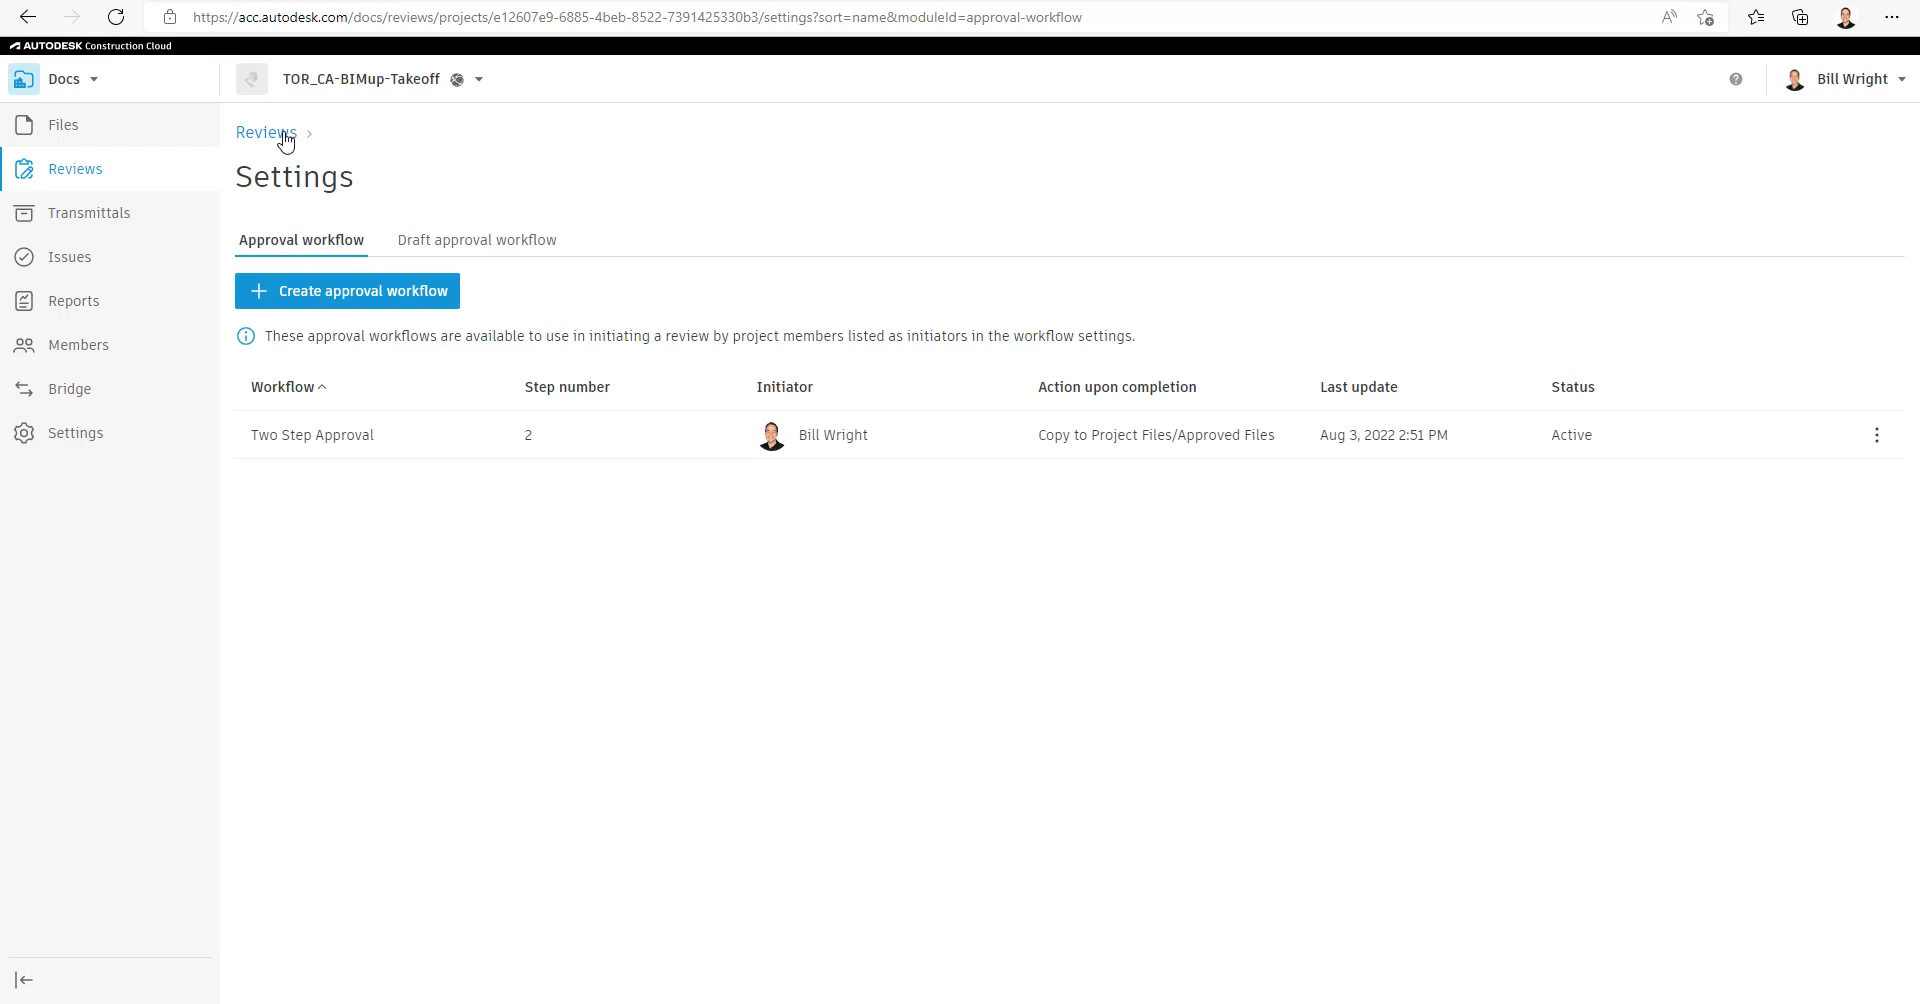 https://acc.autodesk.com/docs/reviews/projects/e12607e9-6885-4beb-8522-7391425330b3/settings?sort=name&moduleId=approval-workflow
AUTODESK Construction Cloud
Docs
TOR_CA-BIMup-Takeoff
Bill Wright
Files
Reviews
Transmittals
Issues
Reports
Members
Bridge
Settings
Reviews >
Settings
Approval workflow Draft approval workflow
+ Create approval workflow
These approval workflows are available to use in initiating a review by project members listed as initiators in the workflow settings.
Workflow Step number Initiator Action upon completion Last update Status
Two Step Approval 2 Bill Wright Copy to Project Files/Approved Files Aug 3, 2022 2:51 PM Active